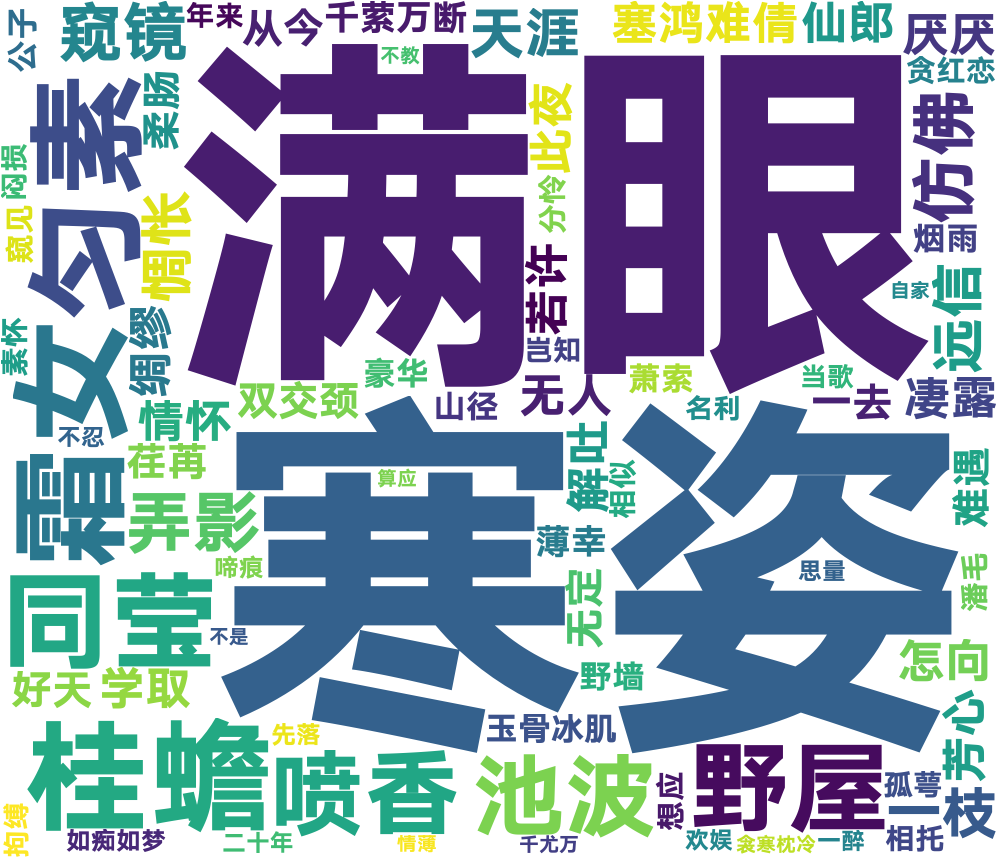 公子
窥镜
年来
从今
千萦万断
天涯
塞鸿难倩
仙郎
厌厌
贪红恋
不教
满眼
素
柔肠
此夜
仿佛
闷损
窥见
匀
惆怅
分怜
烟雨
若许
自家
远信
素怀
女
绸缪
岂知
豪华
双交颈
山径
无人
萧索
当歌
一去
凄露
名利
情怀
不忍
荏苒
寒姿
霜
弄影
算应
解吐
相似
难遇
薄幸
啼痕
思量
潘毛
同莹
无定
不是
野墙
怎向
好天
学取
芳心
玉骨冰肌
先落
桂蟾
喷香
池波
野屋
想应
孤萼
一枝
拘缚
如痴如梦
二十年
情薄
千尤万
欢娱
衾寒枕冷
一醉
相托